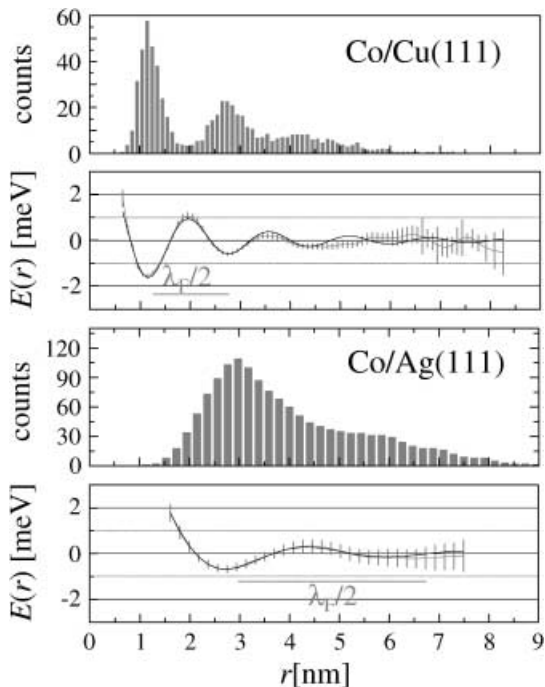 60
40
20
0
counts
Co/Cu(111)
2
0
-2
E(r) [meV]
λF/2
120
90
60
30
0
counts
Co/Ag(111)
2
0
-2
E(r) [meV]
λF/2
0 1 2 3 4 5 6 7 8 9
r[nm]